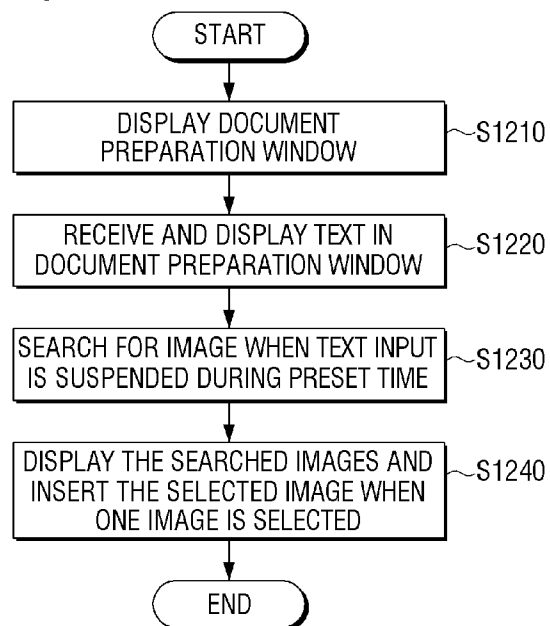 START
DISPLAY DOCUMENT
PREPARATION WINDOW
S1210
RECEIVE AND DISPLAY TEXT IN
DOCUMENT PREPARATION WINDOW
S1220
SEARCH FOR IMAGE WHEN TEXT INPUT
IS SUSPENDED DURING PRESET TIME
S1230
DISPLAY THE SEARCHED IMAGES AND
INSERT THE SELECTED IMAGE WHEN
ONE IMAGE IS SELECTED
S1240
END